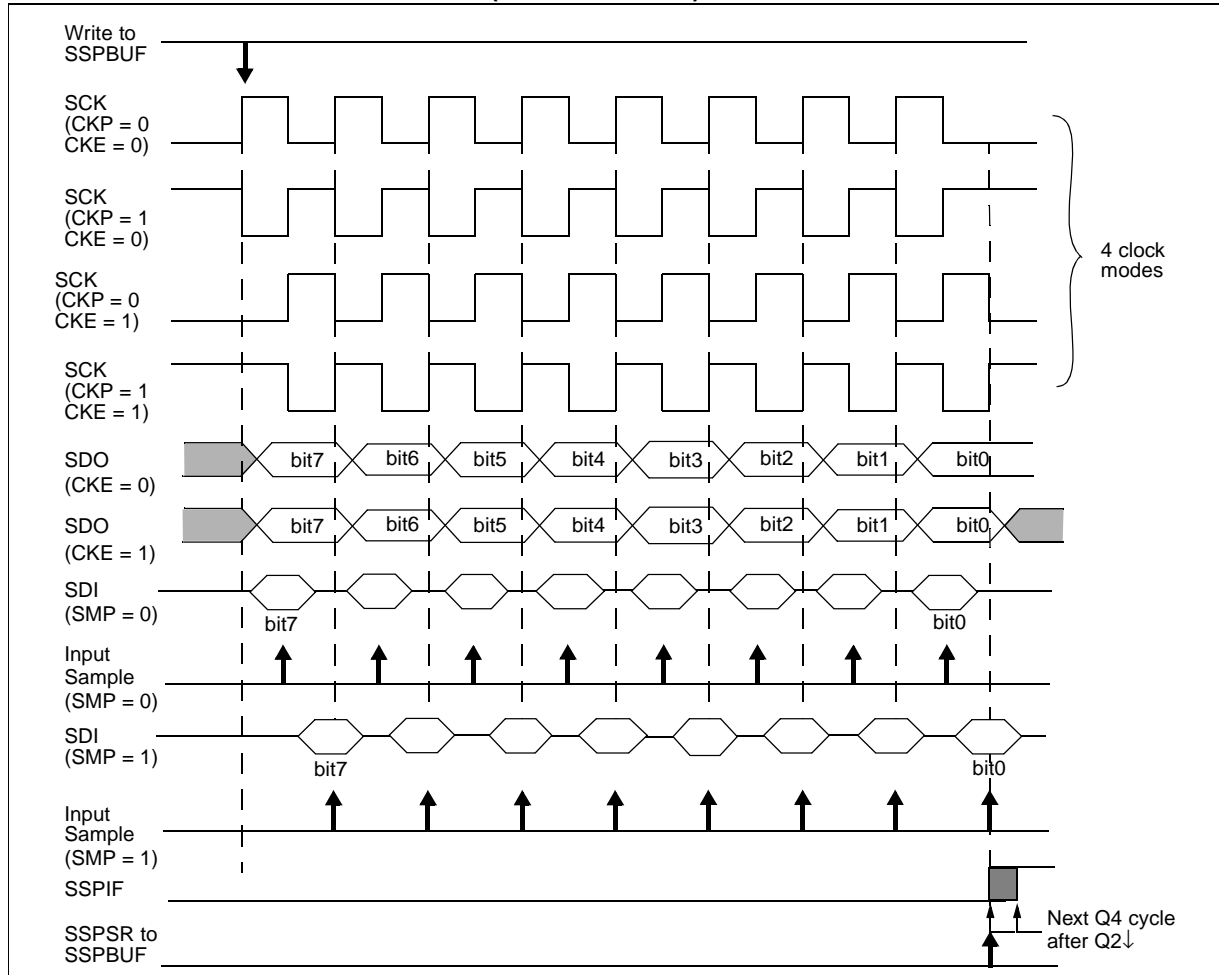 Write to
SSPBUF
SCK
(CKP = 0
CKE = 0)
SCK
(CKP = 1
CKE = 0)
SCK
(CKP = 0
CKE = 1)
SCK
(CKP = 1
CKE = 1)
4 clock
modes
SDO
(CKE = 0)
bit7 bit6 bit5 bit4 bit3 bit2 bit1 bit0
SDO
(CKE = 1)
bit7 bit6 bit5 bit4 bit3 bit2 bit1 bit0
SDI
(SMP = 0)
bit7 bit0
Input
Sample
(SMP = 0)
SDI
(SMP = 1)
bit7 bit0
Input
Sample
(SMP = 1)
SSPIF
SSPSR to
SSPBUF
Next Q4 cycle
after Q2↓